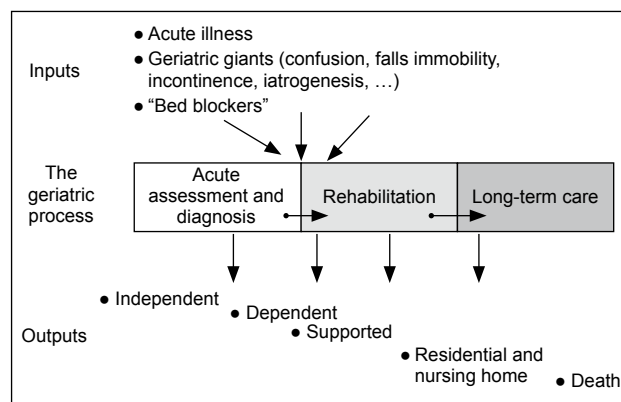 ● Acute illness
● Geriatric giants (confusion, falls immobility,
incontinence, iatrogenesis, …)
● “Bed blockers”
Inputs
The
geriatric
process
Acute
assessment and
diagnosis
Rehabilitation
Long-term care
Outputs
● Independent
● Dependent
● Supported
● Residential and
nursing home
● Death